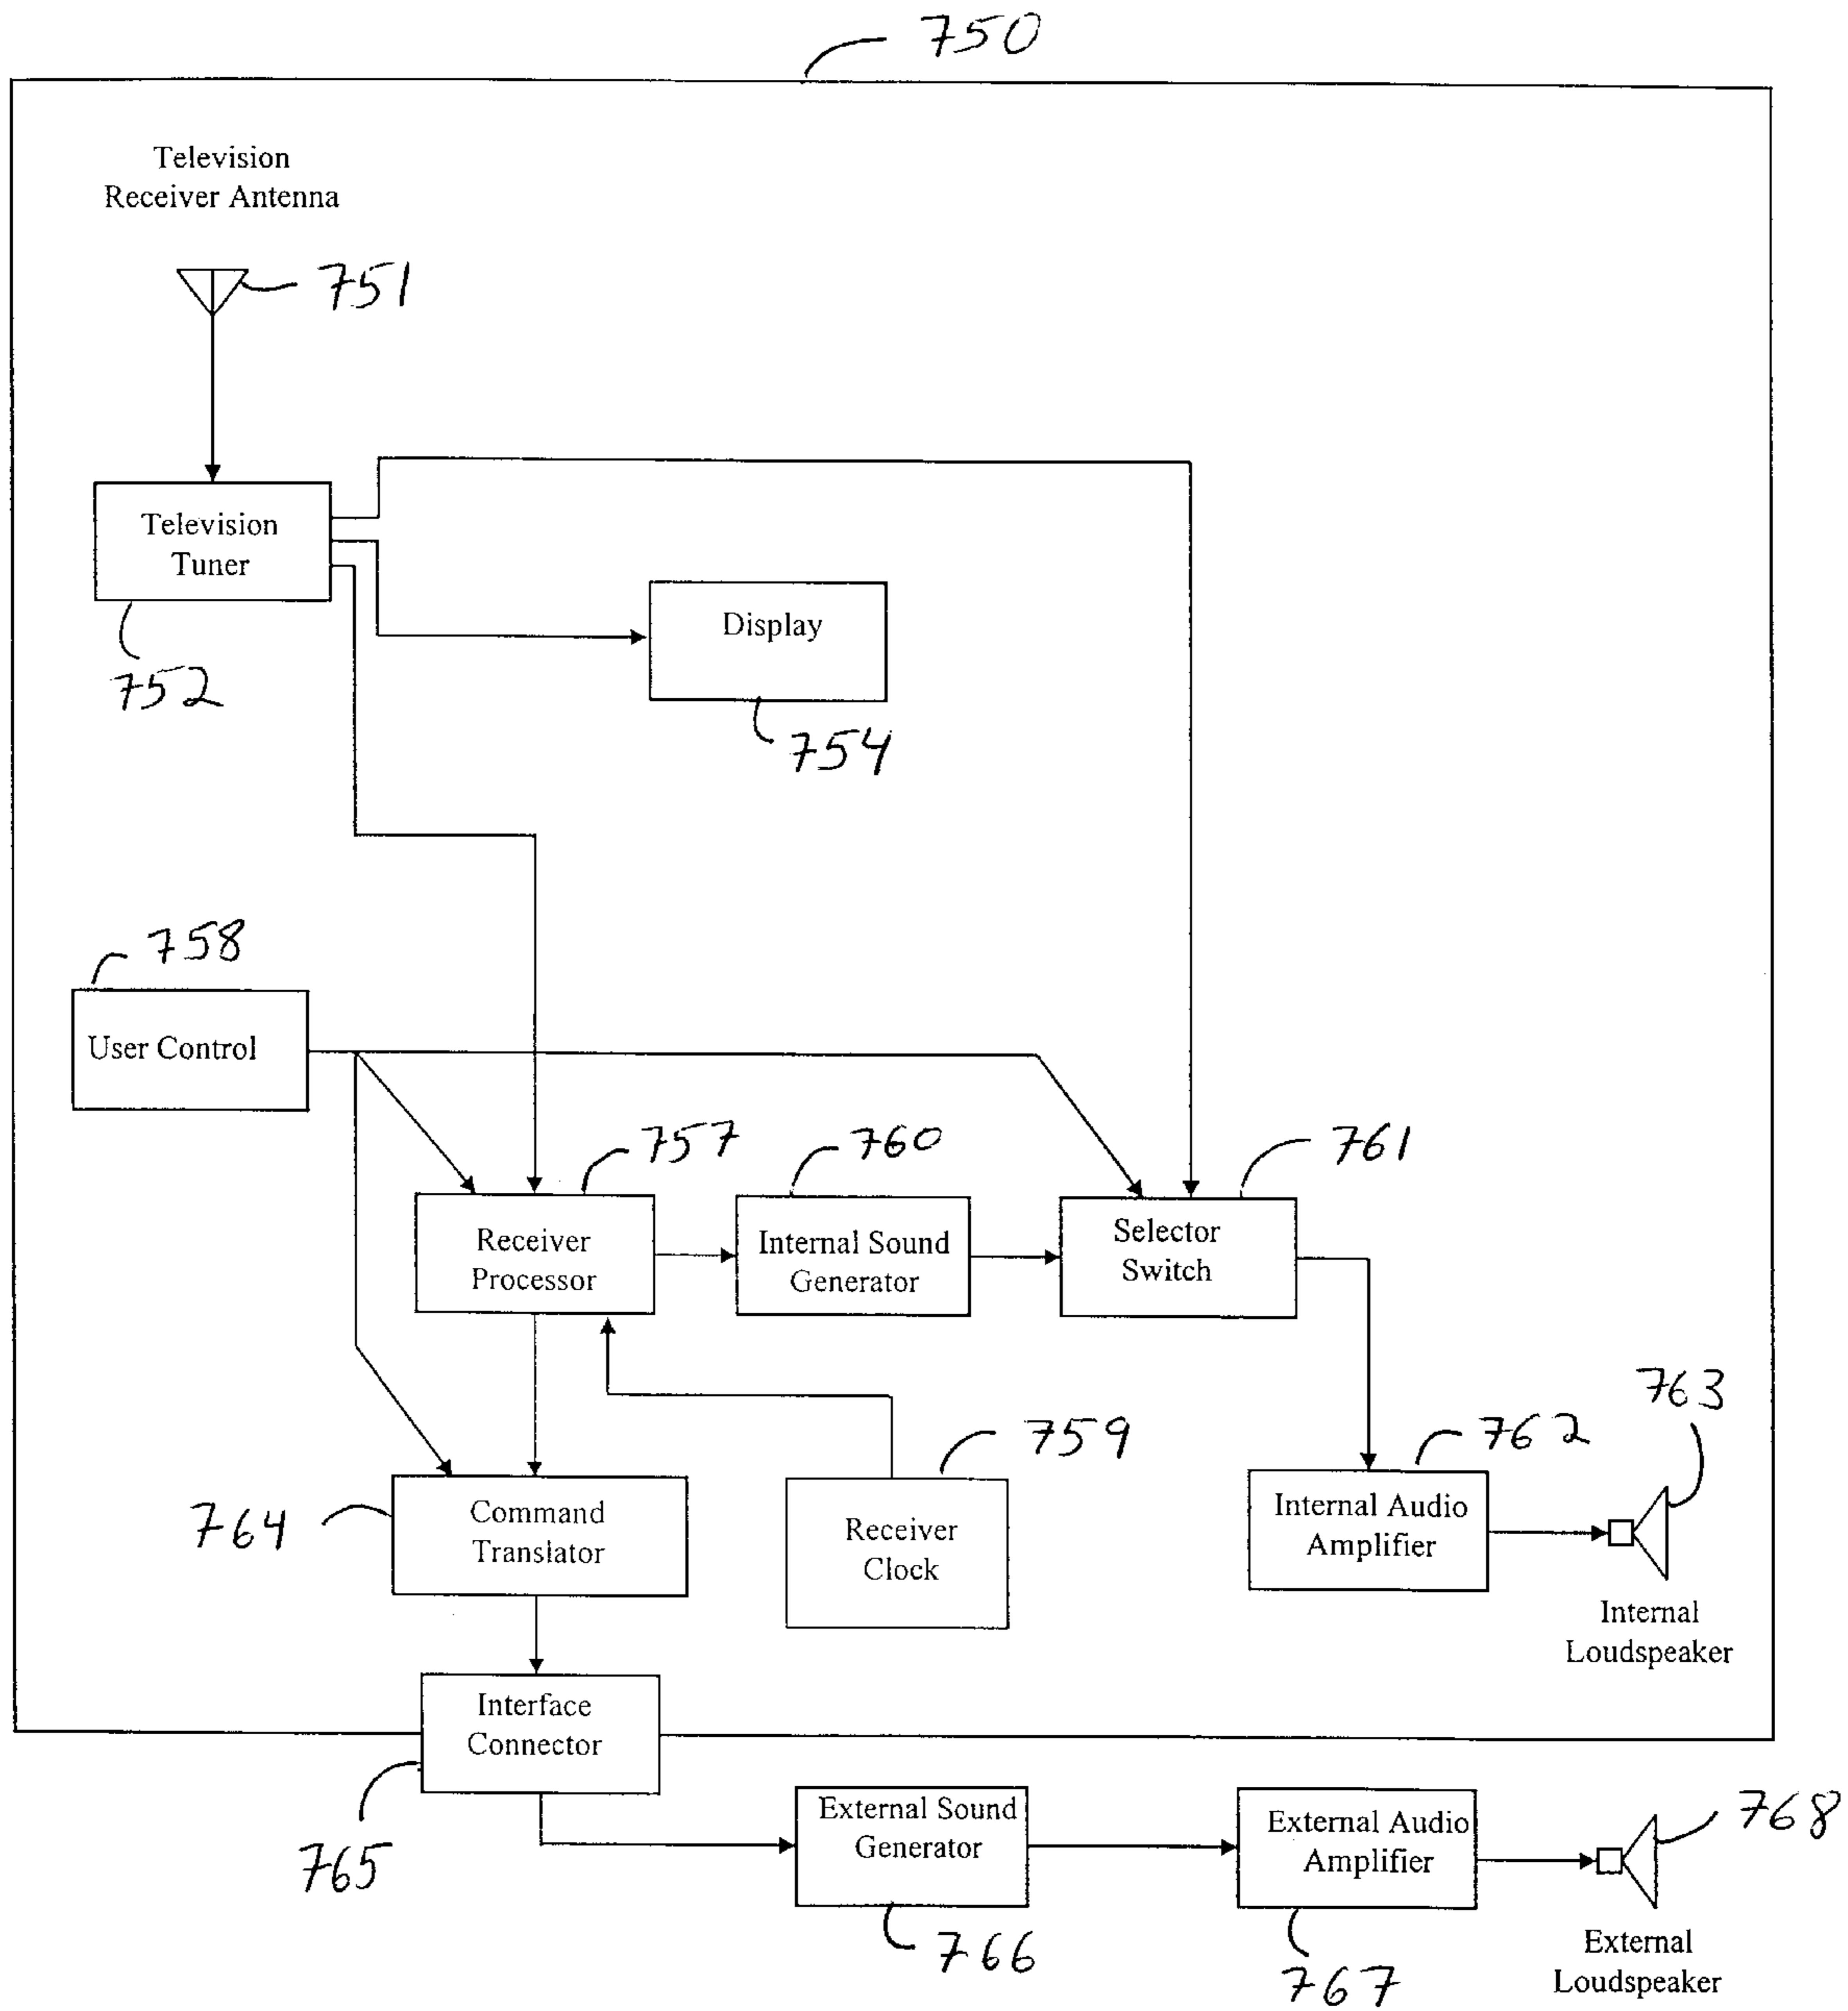 750
Television
Receiver Antenna
751
Television
Tuner
752
Display
754
758
User Control
757
760
761
Receiver
Processor
Internal Sound
Generator
Selector
Switch
763
759
762
764
Command
Translator
Receiver
Clock
Internal Audio
Amplifier
Internal
Loudspeaker
Interface
Connector
765
External Sound
Generator
766
External Audio
Amplifier
767
768
External
Loudspeaker